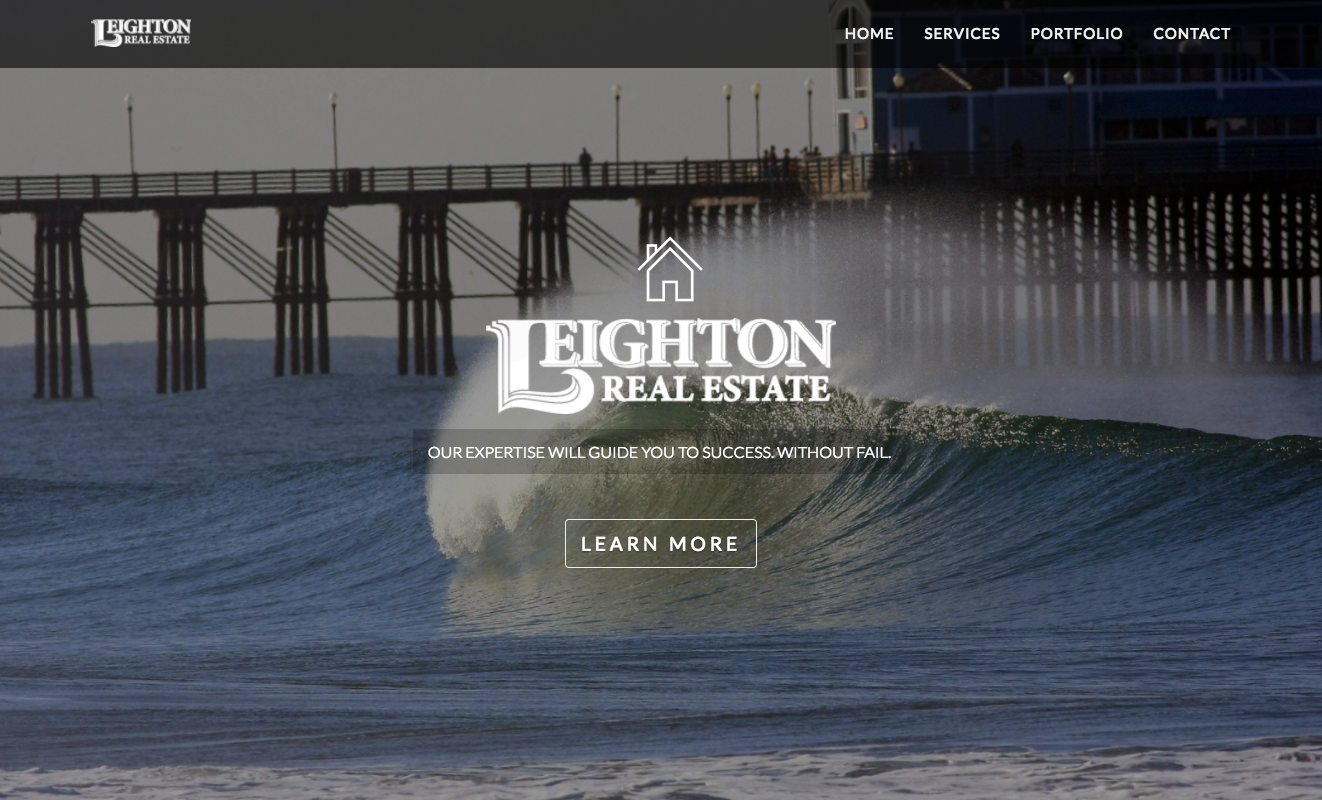 LEIGHTON
REAL ESTATE
HOME SERVICES PORTFOLIO CONTACT
LEIGHTON
REAL ESTATE
OUR EXPERTISE WILL GUIDE YOU TO SUCCESS. WITHOUT FAIL.
LEARN MORE